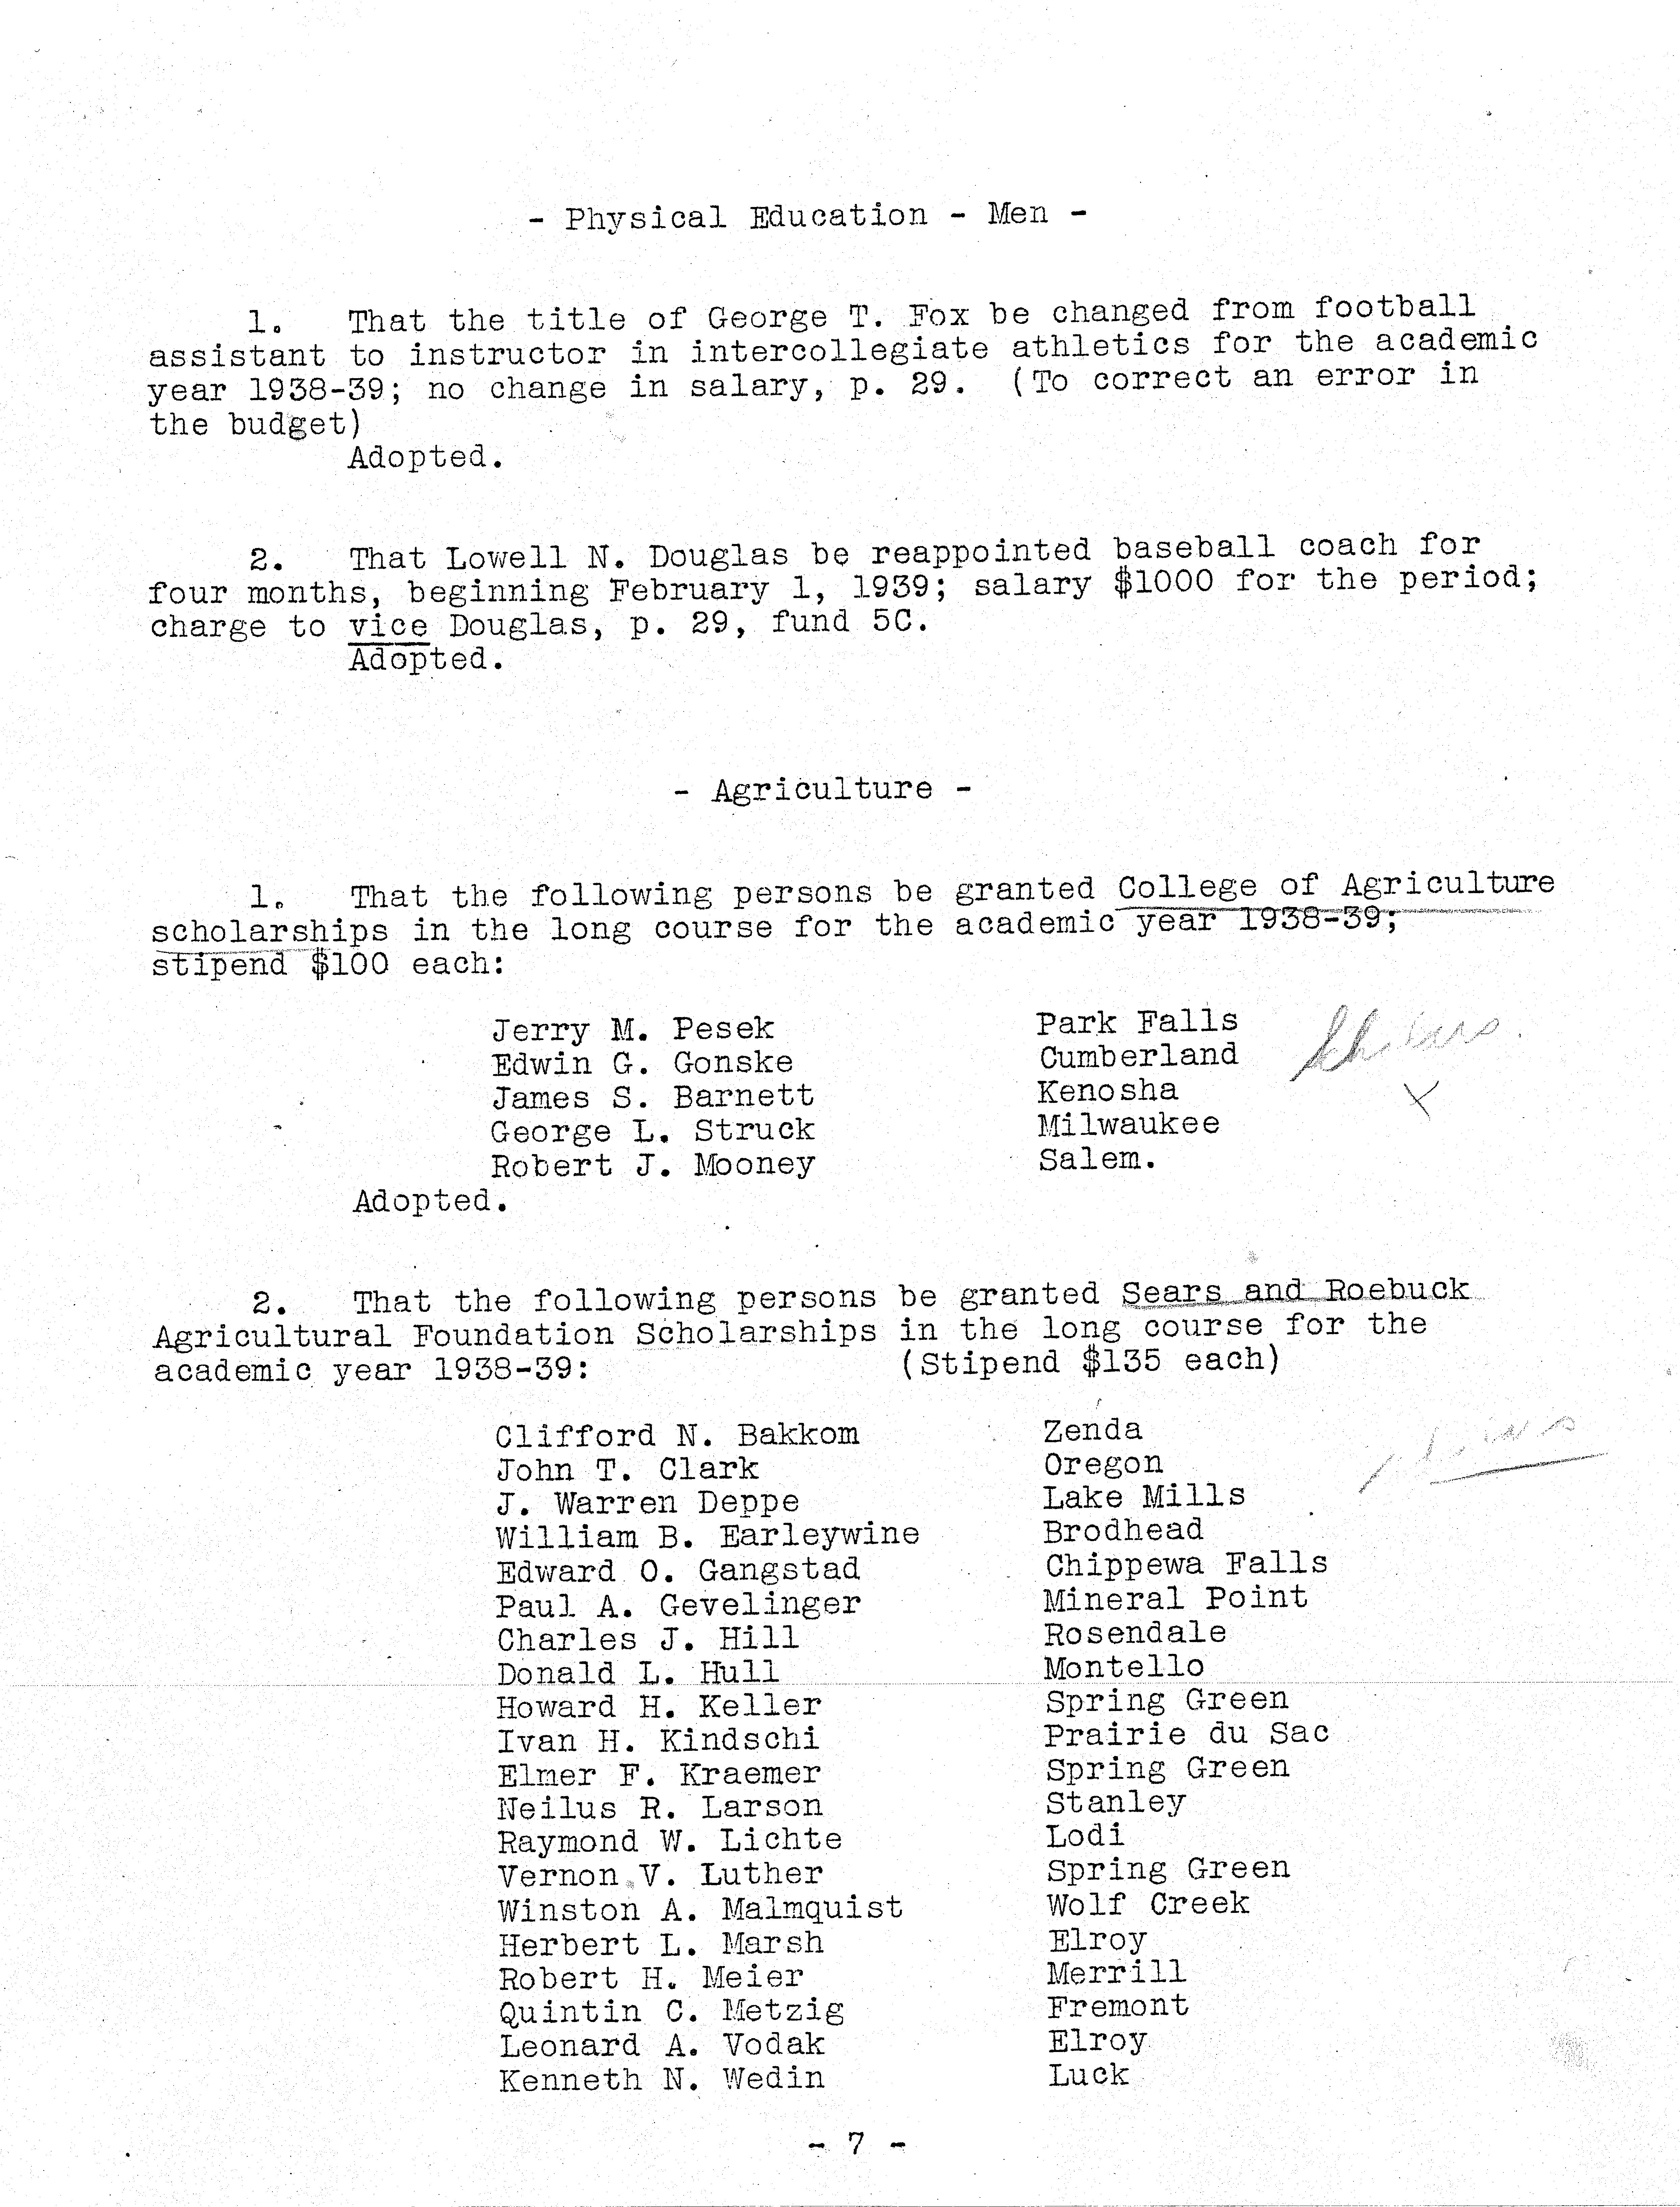 - Physical Education - Men -
1. That the title of George T. Fox be changed from football
assistant to instructor in intercollegiate athletics for the academic
year 1938-39; no change in salary, p. 29. (To correct an error in
the budget)
Adopted.
2. That Lowell N. Douglas be reappointed baseball coach for
four months, beginning February 1, 1939; salary $1000 for the period;
charge to vice Douglas, p. 29, fund 5C.
Adopted.
- Agriculture -
1. That the following persons be granted College of Agriculture
scholarships in the long course for the academic year 1938-39;
stipend $100 each:
Jerry M. Pesek Park Falls
Edwin G. Gonske Cumberland
James S. Barnett Kenosha
George L. Struck Milwaukee
Robert J. Mooney Salem.
Adopted.
2. That the following persons be granted Sears and Roebuck
Agricultural Foundation Scholarships in the long course for the
academic year 1938-39: (Stipend $135 each)
Clifford N. Bakkom Zenda
John T. Clark Oregon
J. Warren Deppe Lake Mills
William B. Earleywine Brodhead
Edward O. Gangstad Chippewa Falls
Paul A. Gevelinger Mineral Point
Charles J. Hill Rosendale
Donald L. Hull Montello
Howard H. Keller Spring Green
Ivan H. Kindschi Prairie du Sac
Elmer F. Kraemer Spring Green
Neilus R. Larson Stanley
Raymond W. Lichte Lodi
Vernon V. Luther Spring Green
Winston A. Malmquist Wolf Creek
Herbert L. Marsh Elroy
Robert H. Meier Merrill
Quintin C. Metzig Fremont
Leonard A. Vodak Elroy
Kenneth N. Wedin Luck
- 7 -